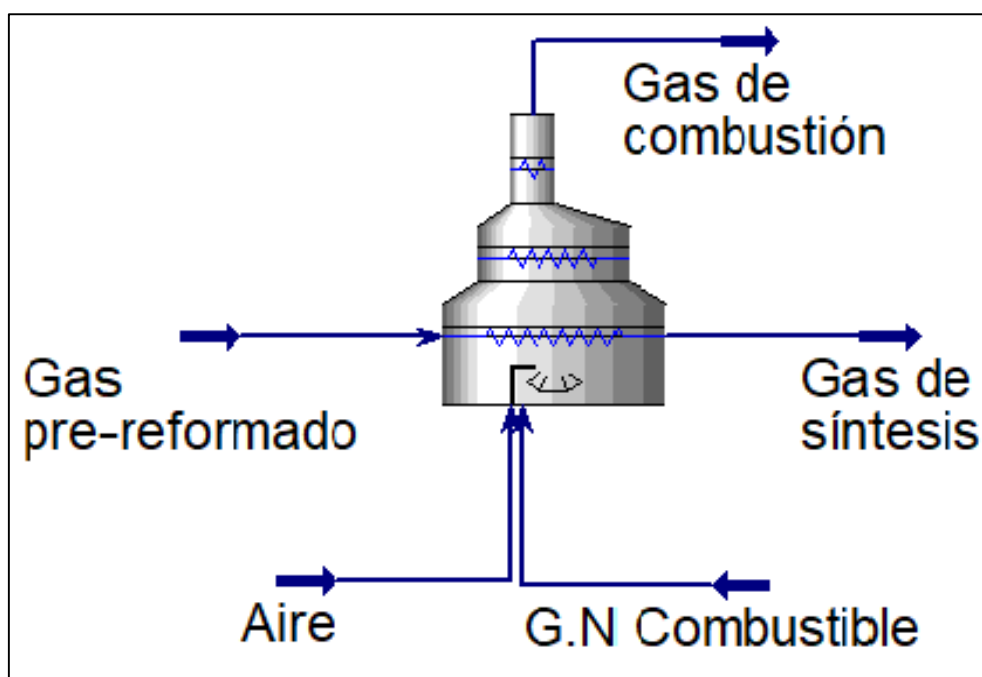 Gas de
combustión
Gas
pre-reformado
Gas de
síntesis
Aire
G.N Combustible